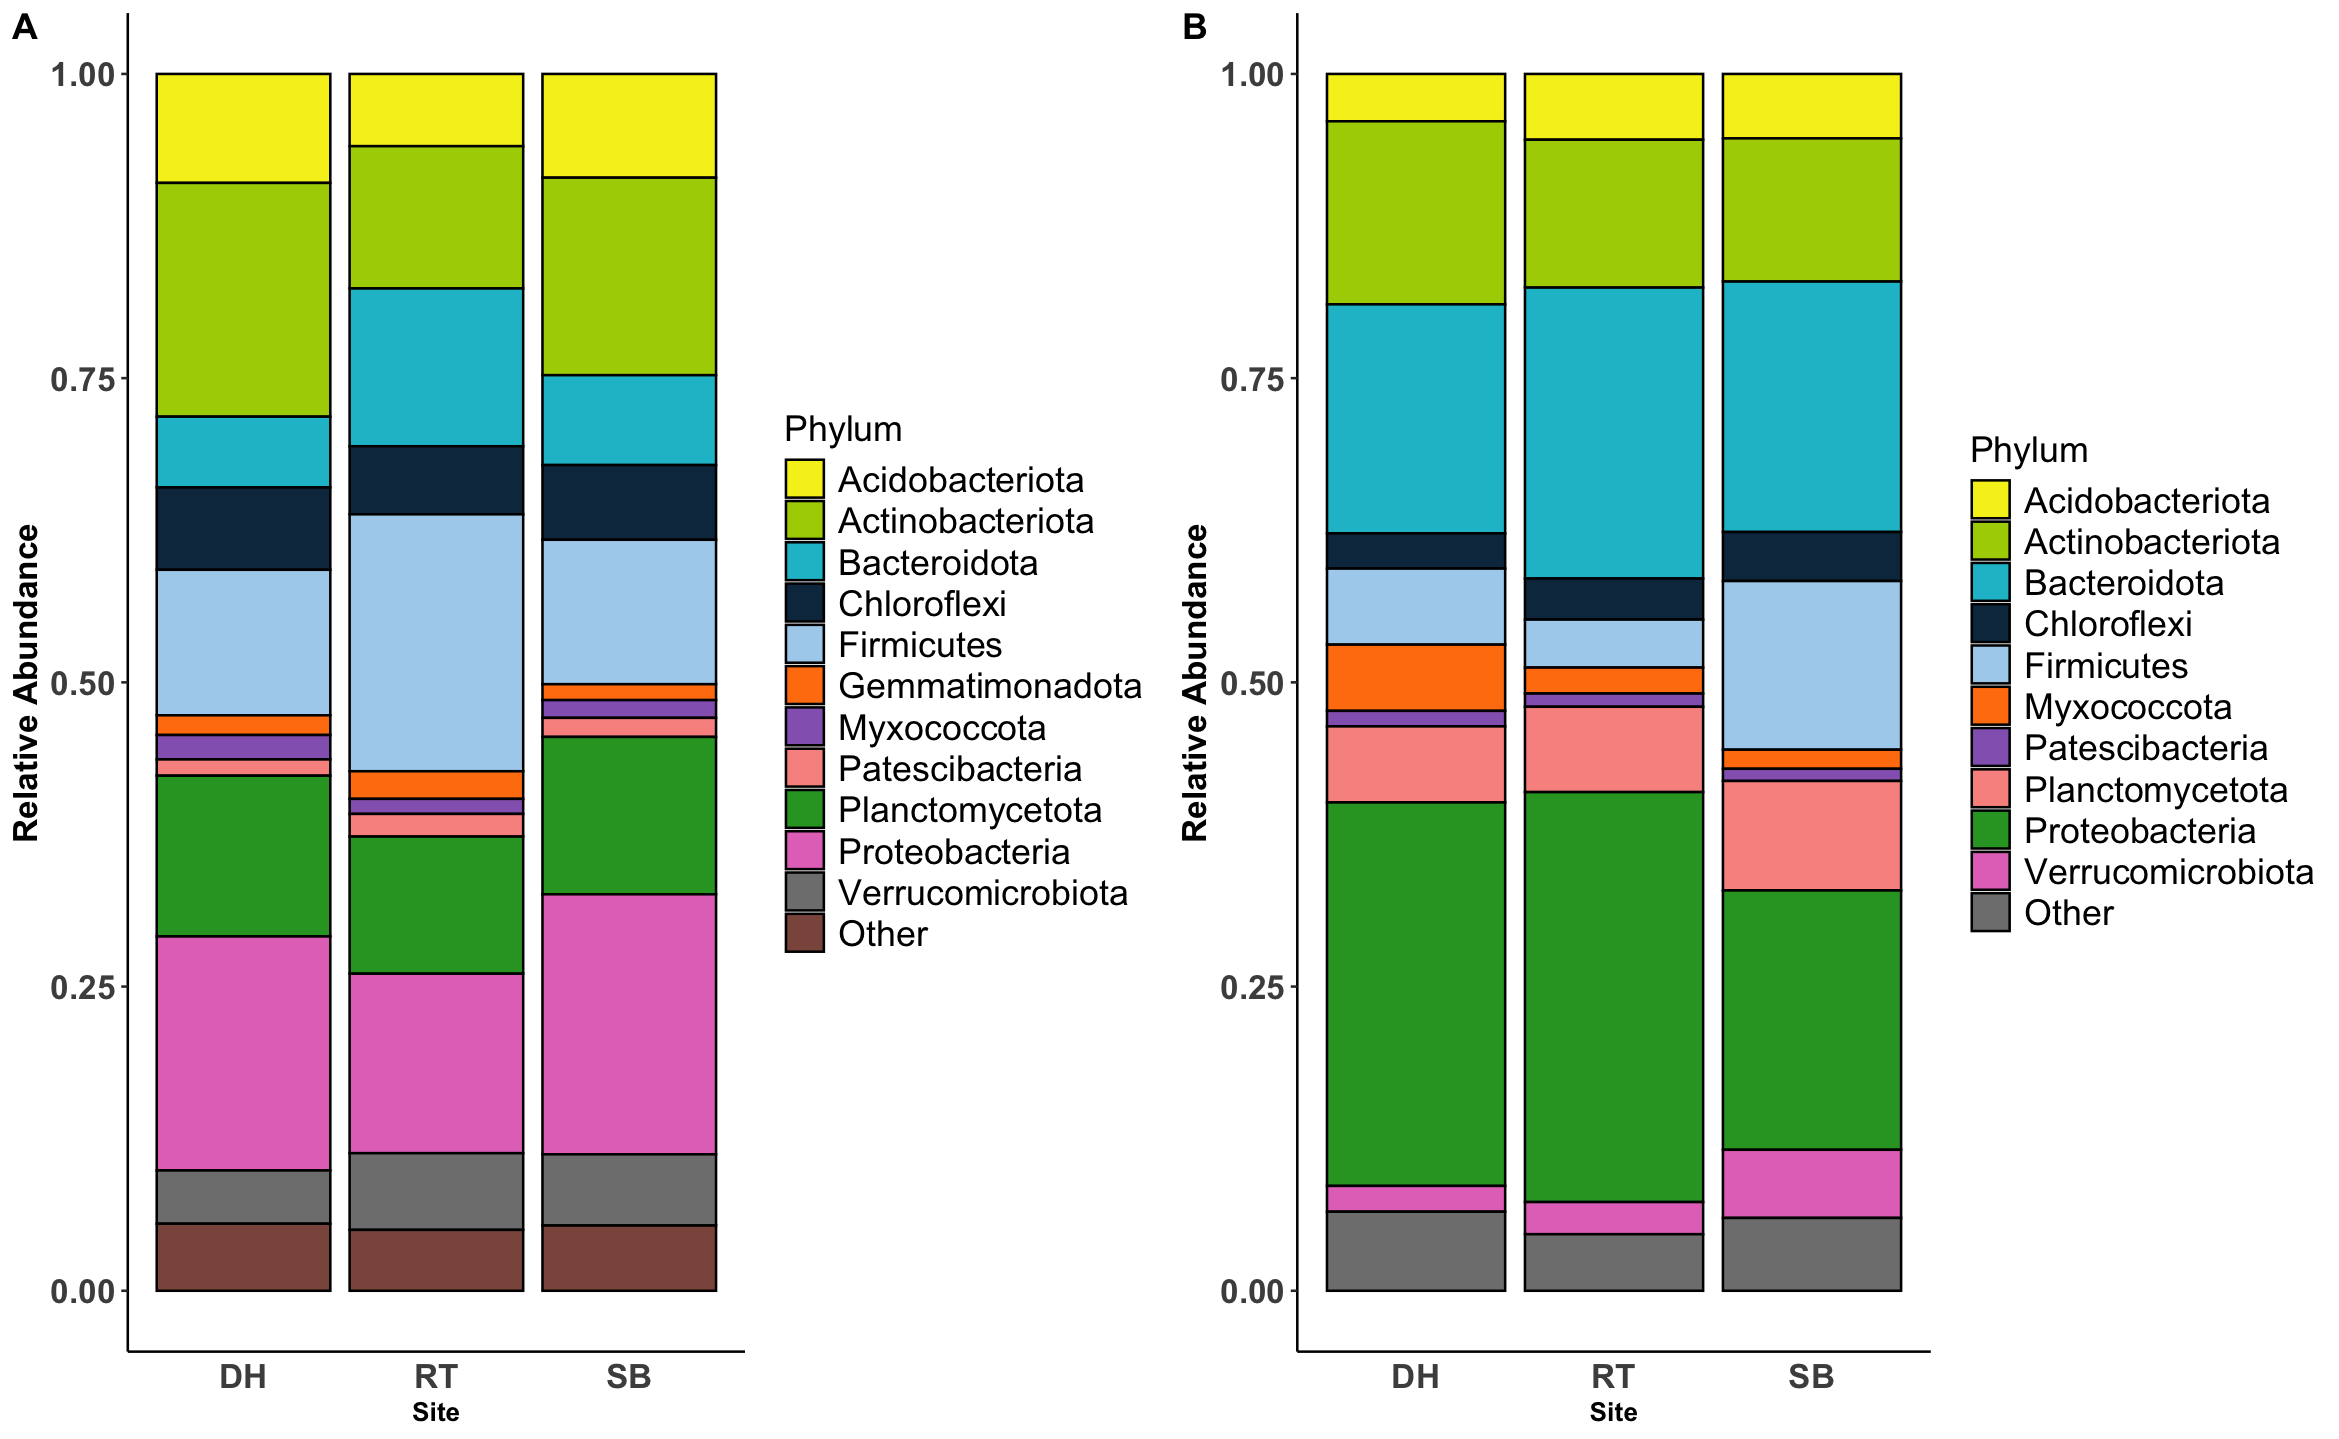 A
1.00
0.75
0.50
0.25
0.00
Relative Abundance
DH RT SB
Site
Phylum
Acidobacteriota
Actinobacteriota
Bacteroidota
Chloroflexi
Firmicutes
Gemmatimonadota
Myxococcota
Patescibacteria
Planctomycetota
Proteobacteria
Verrucomicrobiota
Other
B
1.00
0.75
0.50
0.25
0.00
Relative Abundance
DH RT SB
Site
Phylum
Acidobacteriota
Actinobacteriota
Bacteroidota
Chloroflexi
Firmicutes
Myxococcota
Patescibacteria
Planctomycetota
Proteobacteria
Verrucomicrobiota
Other